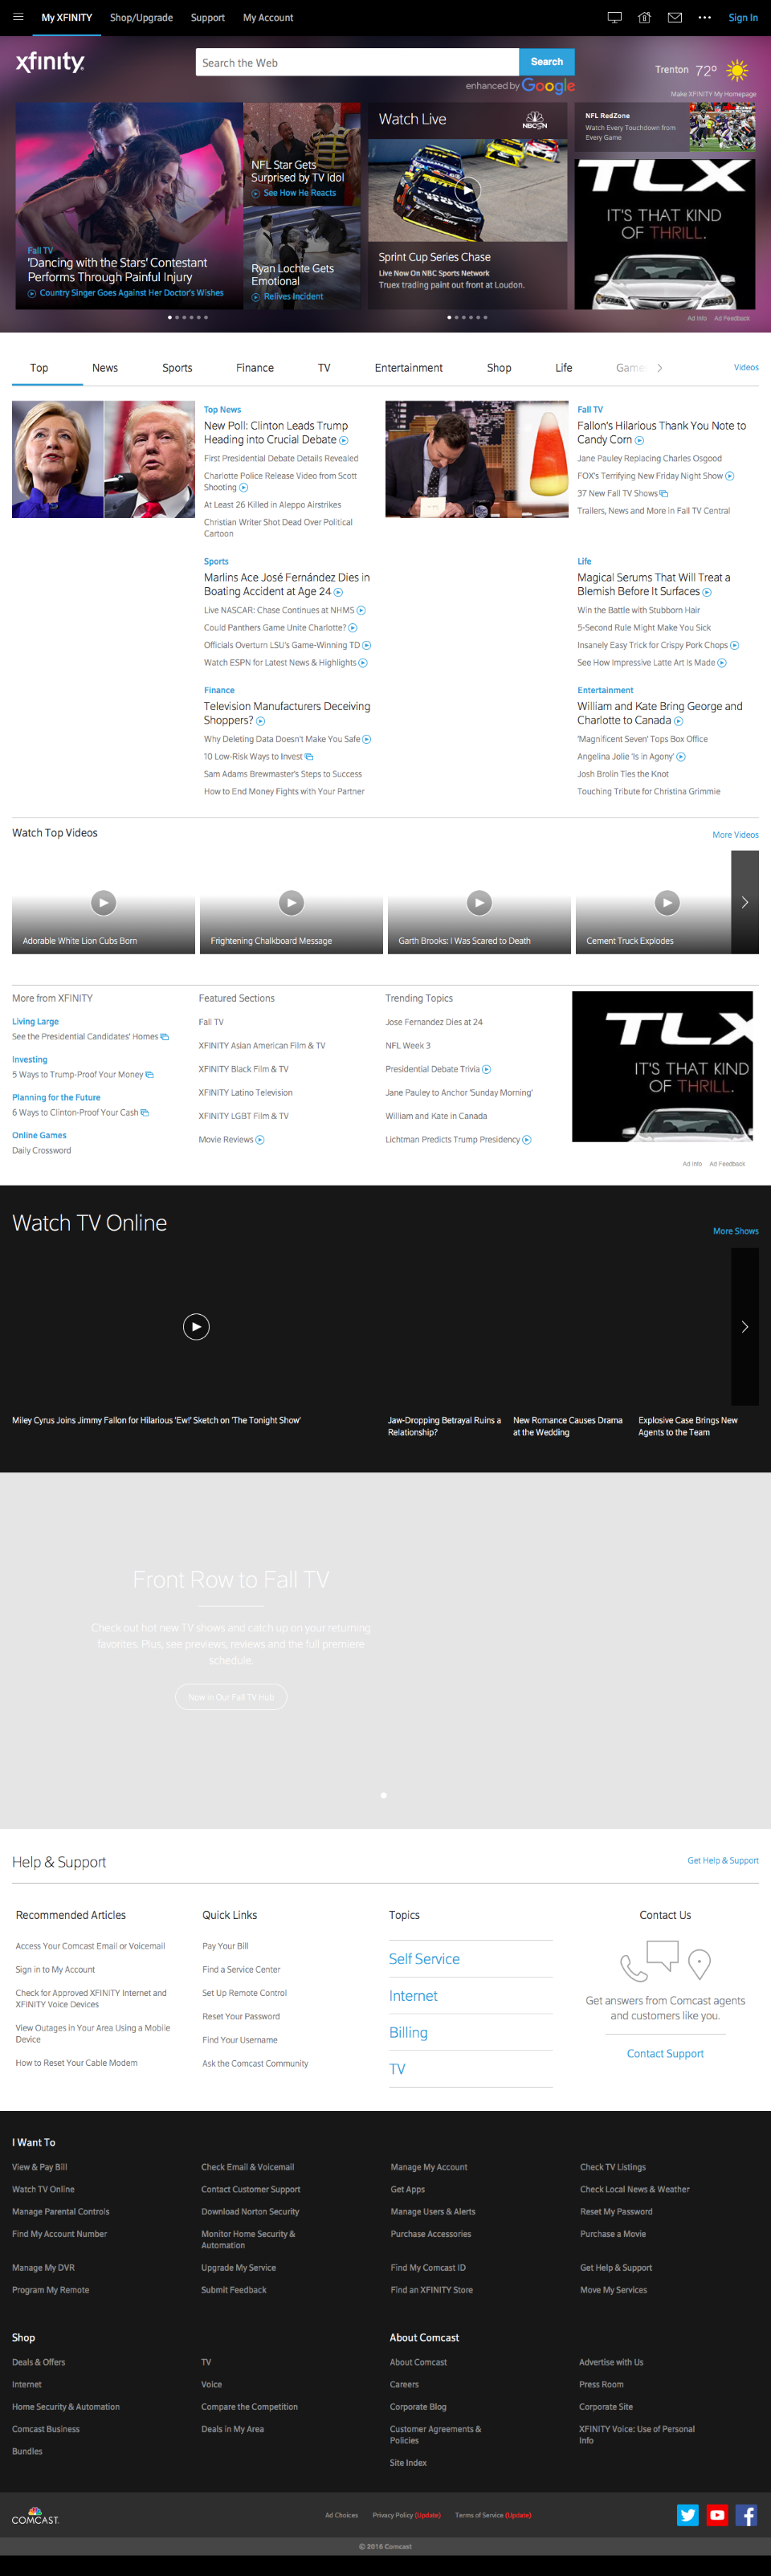 My XFINITY
Shop/Upgrade
Support
My Account
Sign In
xfinity
Search the Web
Search
enhanced by Google
Trenton 72°
Make XFINITY My Homepage
Fall TV
'Dancing with the Stars' Contestant
Performs Through Painful Injury
Country Singer Goes Against Her Doctor's Wishes
NFL Star Gets
Surprised by TV Idol
See How He Reacts
Ryan Lochte Gets
Emotional
Relives Incident
Watch Live
NBCSN
Sprint Cup Series Chase
Live Now On NBC Sports Network
Truex trading paint out front at Loudon.
NFL RedZone
Watch Every Touchdown from
Every Game
TLX
IT'S THAT KIND
OF THRILL.
Ad Info
Ad Feedback
Top
News
Sports
Finance
TV
Entertainment
Shop
Life
Games
Videos
Top News
New Poll: Clinton Leads Trump
Heading into Crucial Debate
First Presidential Debate Details Revealed
Charlotte Police Release Video from Scott
Shooting
At Least 26 Killed in Aleppo Airstrikes
Christian Writer Shot Dead Over Political
Cartoon
Fall TV
Fallon's Hilarious Thank You Note to
Candy Corn
Jane Pauley Replacing Charles Osgood
FOX's Terrifying New Friday Night Show
37 New Fall TV Shows
Trailers, News and More in Fall TV Central
Sports
Marlins Ace José Fernández Dies in
Boating Accident at Age 24
Live NASCAR: Chase Continues at NHMS
Could Panthers Game Unite Charlotte?
Officials Overturn LSU's Game-Winning TD
Watch ESPN for Latest News & Highlights
Life
Magical Serums That Will Treat a
Blemish Before It Surfaces
Win the Battle with Stubborn Hair
5-Second Rule Might Make You Sick
Insanely Easy Trick for Crispy Pork Chops
See How Impressive Latte Art Is Made
Finance
Television Manufacturers Deceiving
Shoppers?
Why Deleting Data Doesn't Make You Safe
10 Low-Risk Ways to Invest
Sam Adams Brewmaster's Steps to Success
How to End Money Fights with Your Partner
Entertainment
William and Kate Bring George and
Charlotte to Canada
'Magnificent Seven' Tops Box Office
Angelina Jolie 'Is in Agony'
Josh Brolin Ties the Knot
Touching Tribute for Christina Grimmie
Watch Top Videos
More Videos
Adorable White Lion Cubs Born
Frightening Chalkboard Message
Garth Brooks: I Was Scared to Death
Cement Truck Explodes
More from XFINITY
Living Large
See the Presidential Candidates' Homes
Investing
5 Ways to Trump-Proof Your Money
Planning for the Future
6 Ways to Clinton-Proof Your Cash
Online Games
Daily Crossword
Featured Sections
Fall TV
XFINITY Asian American Film & TV
XFINITY Black Film & TV
XFINITY Latino Television
XFINITY LGBT Film & TV
Movie Reviews
Trending Topics
Jose Fernandez Dies at 24
NFL Week 3
Presidential Debate Trivia
Jane Pauley to Anchor 'Sunday Morning'
William and Kate in Canada
Lichtman Predicts Trump Presidency
TLX
IT'S THAT KIND
OF THRILL.
Ad Info
Ad Feedback
Watch TV Online
More Shows
Miley Cyrus Joins Jimmy Fallon for Hilarious 'Ew!' Sketch on 'The Tonight Show'
Jaw-Dropping Betrayal Ruins a
Relationship?
New Romance Causes Drama
at the Wedding
Explosive Case Brings New
Agents to the Team
Front Row to Fall TV
Check out hot new TV shows and catch up on your returning
favorites. Plus, see previews, reviews and the full premiere
schedule.
Now in Our Fall TV Hub
Help & Support
Get Help & Support
Recommended Articles
Access Your Comcast Email or Voicemail
Sign in to My Account
Check for Approved XFINITY Internet and
XFINITY Voice Devices
View Outages in Your Area Using a Mobile
Device
How to Reset Your Cable Modem
Quick Links
Pay Your Bill
Find a Service Center
Set Up Remote Control
Reset Your Password
Find Your Username
Ask the Comcast Community
Topics
Self Service
Internet
Billing
TV
Contact Us
Get answers from Comcast agents
and customers like you.
Contact Support
I Want To
View & Pay Bill
Check Email & Voicemail
Manage My Account
Check TV Listings
Watch TV Online
Contact Customer Support
Get Apps
Check Local News & Weather
Manage Parental Controls
Download Norton Security
Manage Users & Alerts
Reset My Password
Find My Account Number
Monitor Home Security &
Automation
Purchase Accessories
Purchase a Movie
Manage My DVR
Upgrade My Service
Find My Comcast ID
Get Help & Support
Program My Remote
Submit Feedback
Find an XFINITY Store
Move My Services
Shop
Deals & Offers
Internet
Home Security & Automation
Comcast Business
Bundles
TV
Voice
Compare the Competition
Deals in My Area
About Comcast
About Comcast
Careers
Corporate Blog
Customer Agreements &
Policies
Site Index
Advertise with Us
Press Room
Corporate Site
XFINITY Voice: Use of Personal
Info
COMCAST
Ad Choices
Privacy Policy (Update)
Terms of Service (Update)
© 2016 Comcast